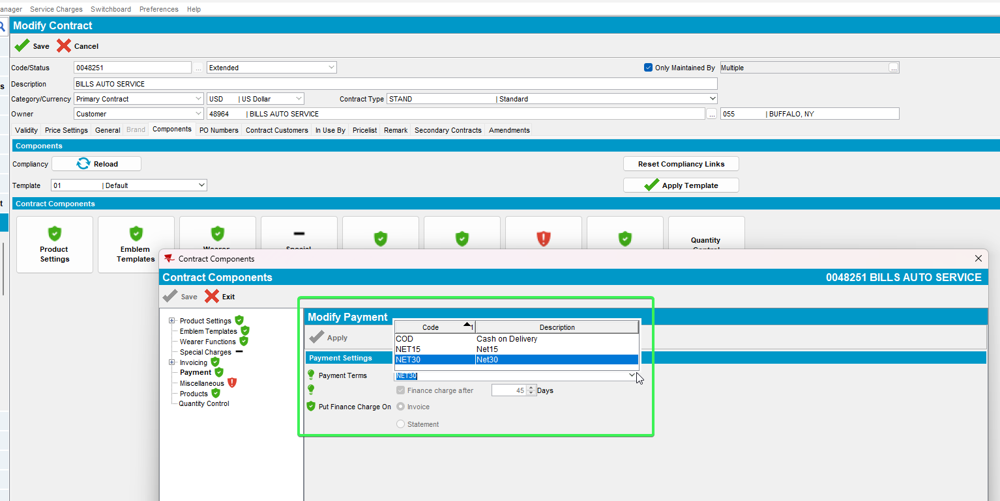 anager Service Charges Switchboard Preferences Help
Modify Contract
Save Cancel
Code/Status 0048251 ... Extended Only Maintained By Multiple ...
s
Description BILLS AUTO SERVICE
Category/Currency Primary Contract USD | US Dollar Contract Type STAND | Standard
Owner Customer 48964 | BILLS AUTO SERVICE ... 055 | BUFFALO, NY
Validity Price Settings General Brand Components PO Numbers Contract Customers In Use By Pricelist Remark Secondary Contracts Amendments
Components
Compliancy Reload Reset Compliancy Links
Template 01 | Default Apply Template
t
Contract Components
Product
Settings
Emblem
Templates
Wearer
Special
Quantity
Control
Contract Components
Contract Components 0048251 BILLS AUTO SERVICE
Save Exit
Product Settings
Emblem Templates
Wearer Functions
Special Charges
Invoicing
Payment
Miscellaneous
Products
Quantity Control
Modify Payment
Apply
Code 1 Description
COD Cash on Delivery
NET15 Net15
NET30 Net30
Payment Settings
Payment Terms NET30
Finance charge after 45 Days
Put Finance Charge On Invoice
Statement